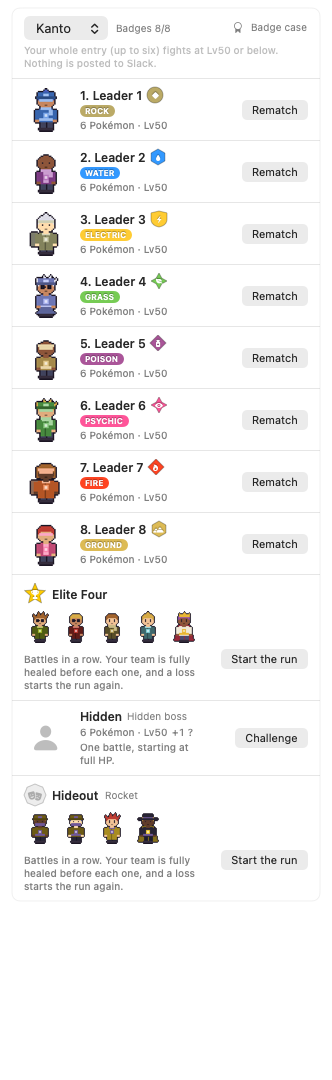 Kanto
Badges 8/8
Badge case
Your whole entry (up to six) fights at Lv50 or below.
Nothing is posted to Slack.
1. Leader 1
ROCK
6 Pokémon · Lv50
Rematch
2. Leader 2
WATER
6 Pokémon · Lv50
Rematch
3. Leader 3
ELECTRIC
6 Pokémon · Lv50
Rematch
4. Leader 4
GRASS
6 Pokémon · Lv50
Rematch
5. Leader 5
POISON
6 Pokémon · Lv50
Rematch
6. Leader 6
PSYCHIC
6 Pokémon · Lv50
Rematch
7. Leader 7
FIRE
6 Pokémon · Lv50
Rematch
8. Leader 8
GROUND
6 Pokémon · Lv50
Rematch
Elite Four
Battles in a row. Your team is fully
healed before each one, and a loss
starts the run again.
Start the run
Hidden Hidden boss
6 Pokémon · Lv50 +1 ?
One battle, starting at
full HP.
Challenge
Hideout Rocket
Battles in a row. Your team is fully
healed before each one, and a loss
starts the run again.
Start the run